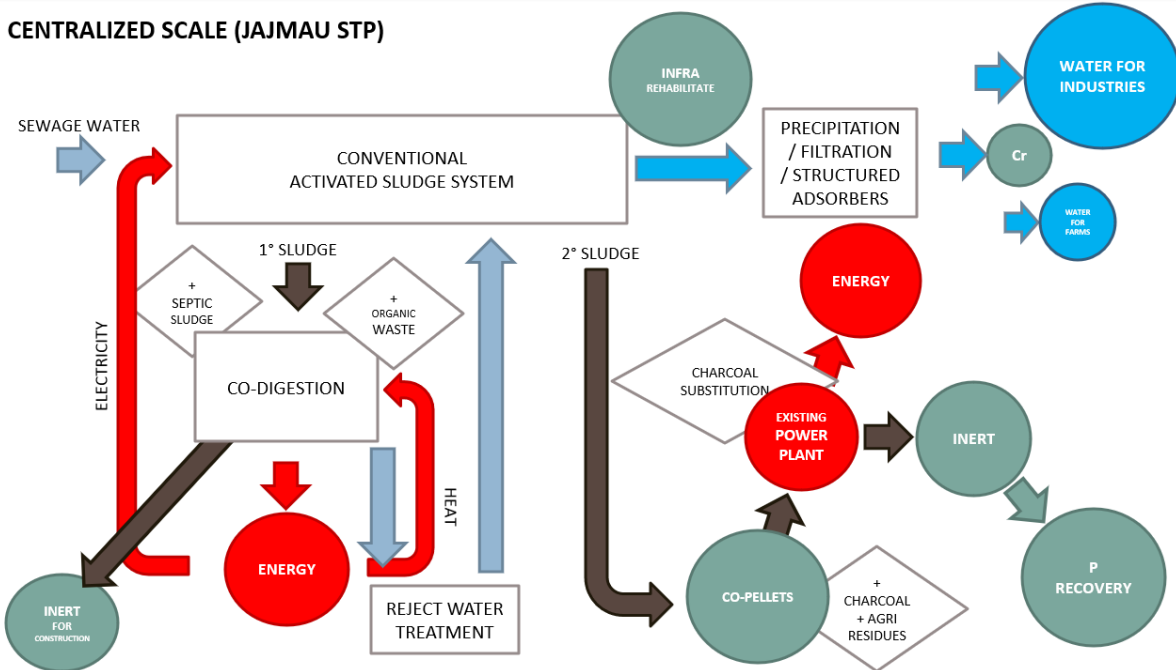 CENTRALIZED SCALE (JAJMAU STP)
SEWAGE WATER
CONVENTIONAL
ACTIVATED SLUDGE SYSTEM
INFRA
REHABILITATE
PRECIPITATION
/ FILTRATION
/ STRUCTURED
ADSORBERS
WATER FOR
INDUSTRIES
Cr
WATER
FOR
FARMS
1° SLUDGE
2° SLUDGE
+
SEPTIC
SLUDGE
+
ORGANIC
WASTE
ENERGY
ELECTRICITY
CO-DIGESTION
CHARCOAL
SUBSTITUTION
EXISTING
POWER
PLANT
INERT
HEAT
ENERGY
INERT
FOR
CONSTRUCTION
REJECT WATER
TREATMENT
CO-PELLETS
+
CHARCOAL
+ AGRI
RESIDUES
P
RECOVERY